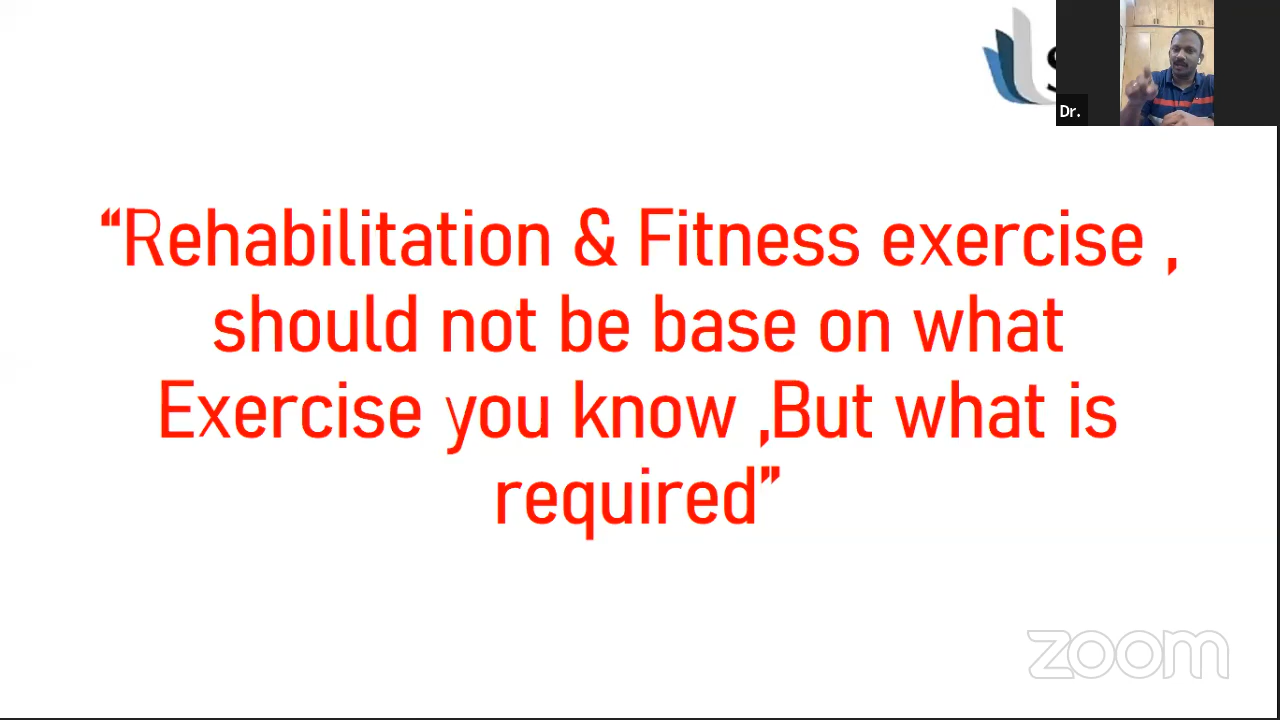 Dr.
“Rehabilitation & Fitness exercise ,
should not be base on what
Exercise you know ,But what is
required”
zoom